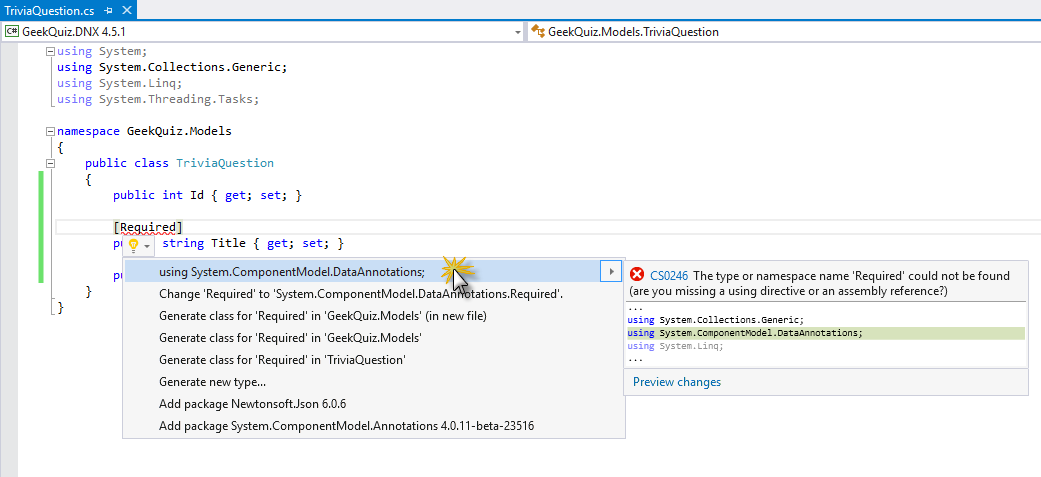 TriviaQuestion.cs
C# GeekQuiz.DNX 4.5.1
GeekQuiz.Models.TriviaQuestion
using System;
using System.Collections.Generic;
using System.Linq;
using System.Threading.Tasks;
namespace GeekQuiz.Models
{
public class TriviaQuestion
{
public int Id { get; set; }
[Required]
string Title { get; set; }
}
}
using System.ComponentModel.DataAnnotations;
Change 'Required' to 'System.ComponentModel.DataAnnotations.Required'.
Generate class for 'Required' in 'GeekQuiz.Models' (in new file)
Generate class for 'Required' in 'GeekQuiz.Models'
Generate class for 'Required' in 'TriviaQuestion'
Generate new type...
Add package Newtonsoft.Json 6.0.6
Add package System.ComponentModel.Annotations 4.0.11-beta-23516
CS0246 The type or namespace name 'Required' could not be found
(are you missing a using directive or an assembly reference?)
...
using System.Collections.Generic;
using System.ComponentModel.DataAnnotations;
using System.Linq;
...
Preview changes